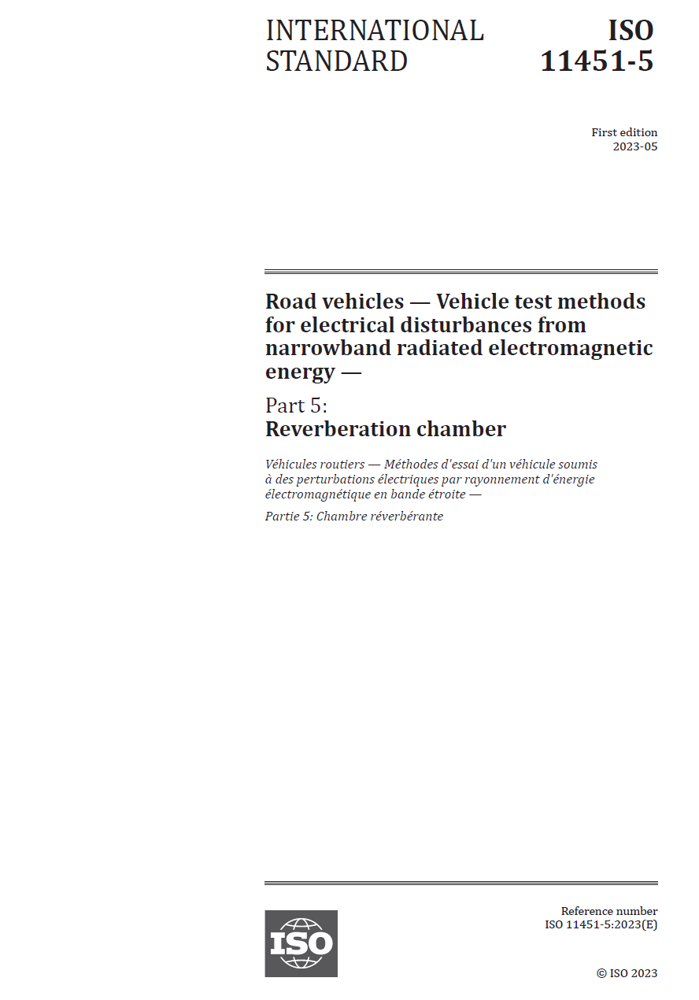 INTERNATIONAL
STANDARD
ISO
11451-5
First edition
2023-05
Road vehicles — Vehicle test methods
for electrical disturbances from
narrowband radiated electromagnetic
energy —
Part 5:
Reverberation chamber
Véhicules routiers — Méthodes d'essai d'un véhicule soumis
à des perturbations électriques par rayonnement d'énergie
électromagnétique en bande étroite —
Partie 5: Chambre réverbérante
ISO
Reference number
ISO 11451-5:2023(E)
© ISO 2023